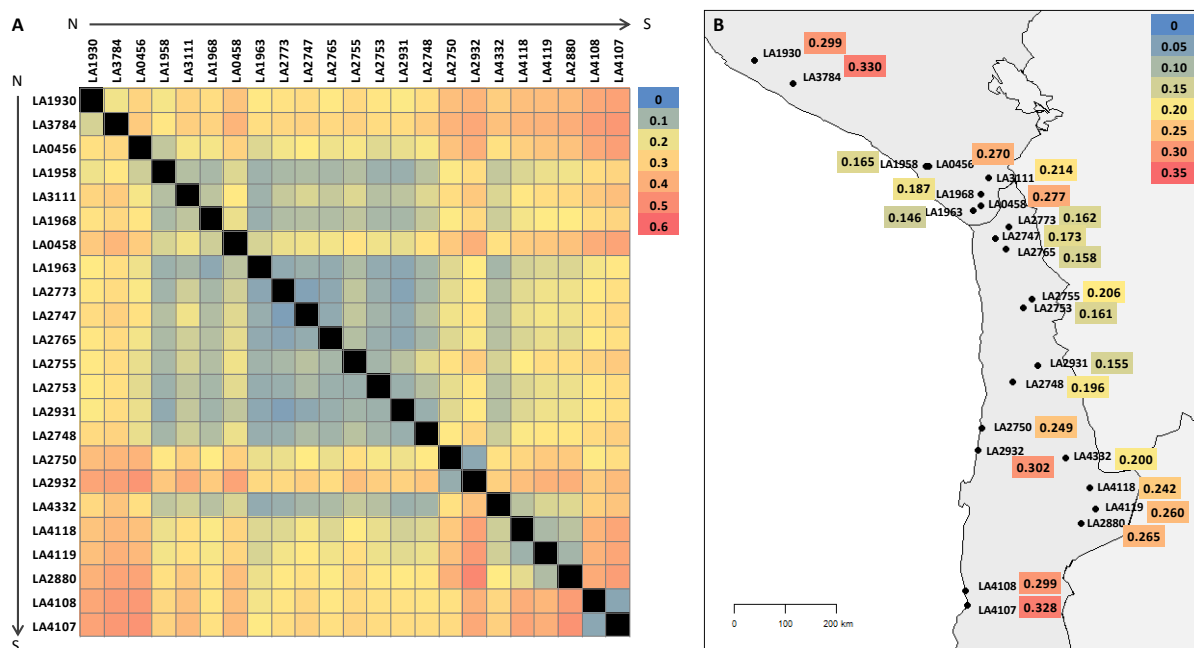 A
N
S
LA1930 LA3784 LA0456 LA1958 LA3111 LA1968 LA0458 LA1963 LA2773 LA2747 LA2765 LA2755 LA2753 LA2931 LA2748 LA2750 LA2932 LA4332 LA4118 LA4119 LA2880 LA4108 LA4107
N
LA1930
LA3784
LA0456
LA1958
LA3111
LA1968
LA0458
LA1963
LA2773
LA2747
LA2765
LA2755
LA2753
LA2931
LA2748
LA2750
LA2932
LA4332
LA4118
LA4119
LA2880
LA4108
LA4107
S
0
0.1
0.2
0.3
0.4
0.5
0.6
B
0
0.05
0.10
0.15
0.20
0.25
0.30
0.35
LA1930 0.299
LA3784 0.330
0.165 LA1958 LA0456 0.270
LA3111 0.214
0.187 LA1968
LA0458 0.277
0.146 LA1963
LA2773 0.162
LA2747 0.173
LA2765 0.158
LA2755 0.206
LA2753 0.161
LA2931 0.155
LA2748 0.196
LA2750 0.249
LA2932 0.302
LA4332 0.200
LA4118 0.242
LA4119 0.260
LA2880 0.265
LA4108 0.299
LA4107 0.328
0 100 200 km